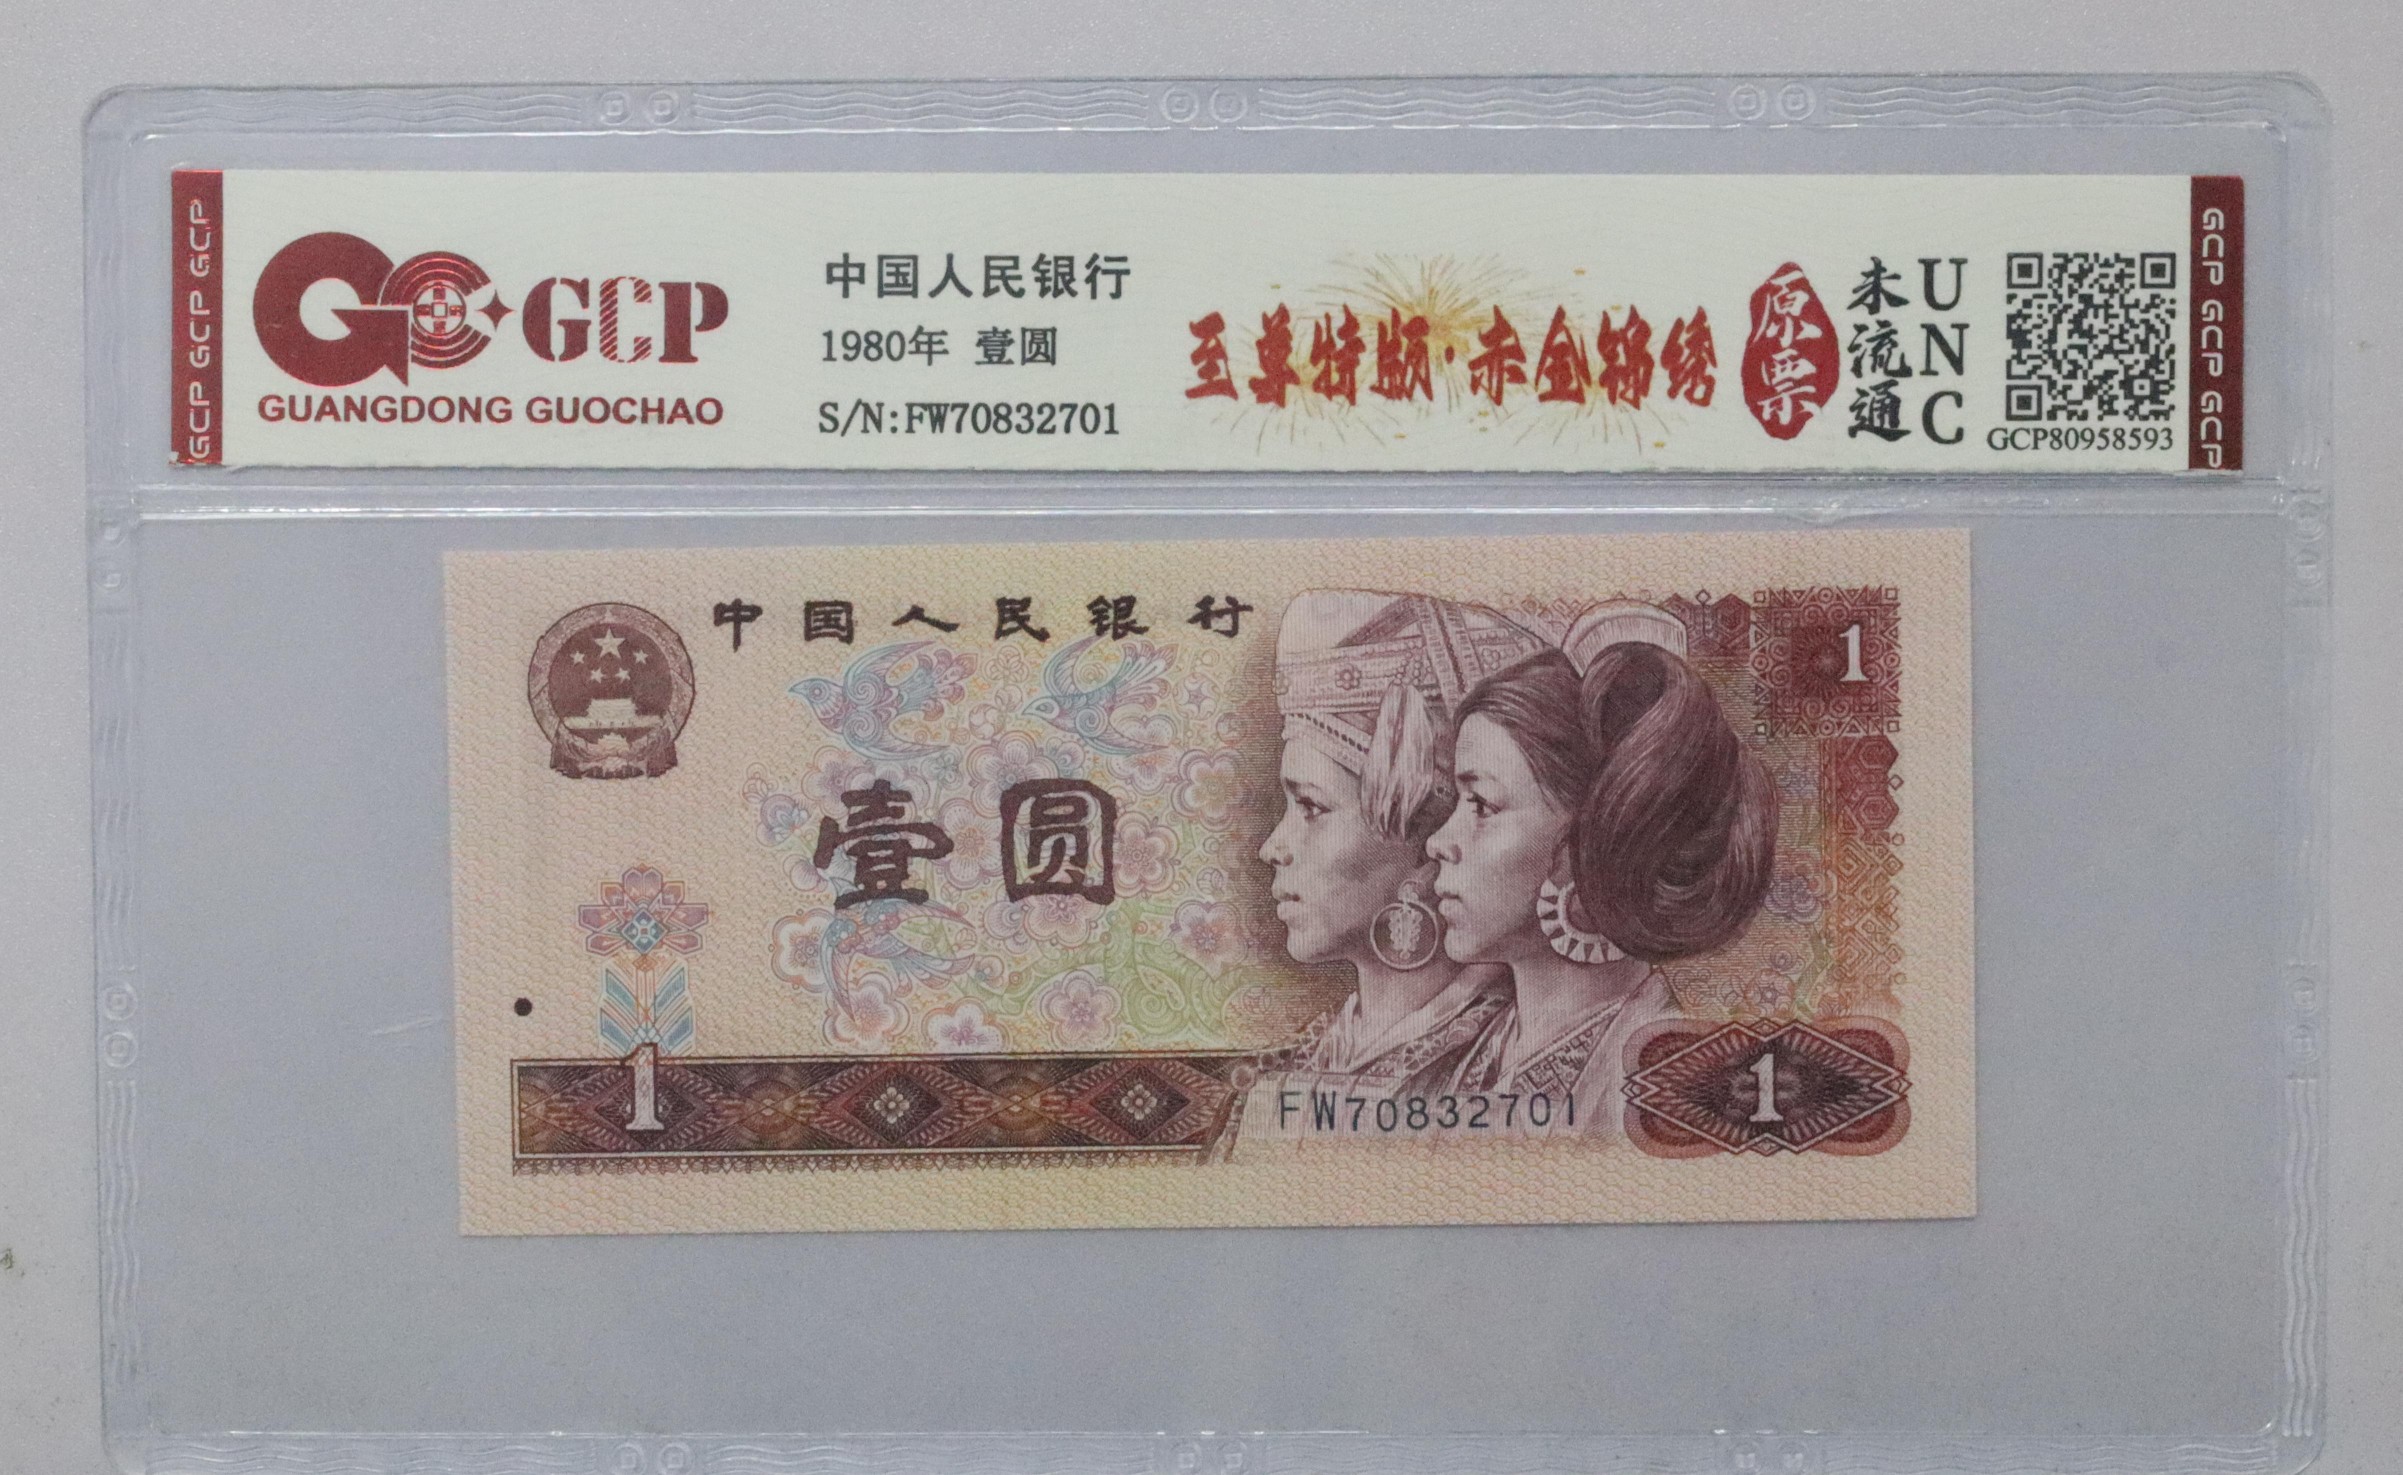 GCP GCP GCP
GCP
GUANGDONG GUOCHAO
中国人民银行
1980年 壹圆
S/N:FW70832701
至尊特版·赤金锦绣
原票
未流通
UNC
GCP80958593
GCP GCP GCP
中国人民银行
1
壹圆
1
FW70832701
1